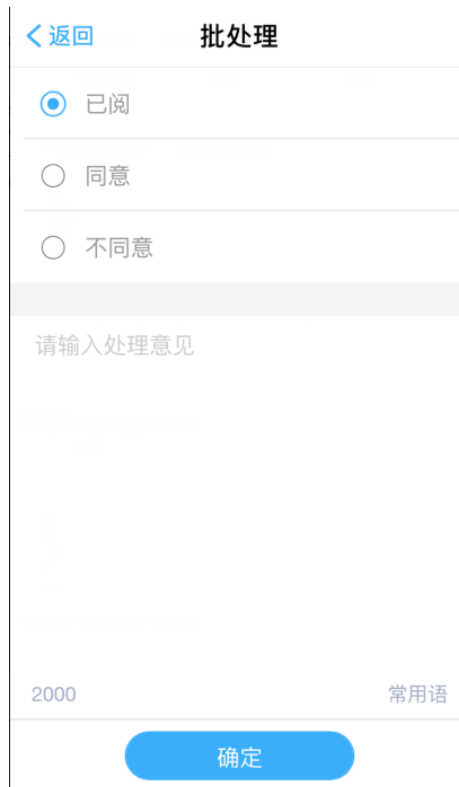 返回 批处理
已阅
同意
不同意
请输入处理意见
2000 常用语
确定